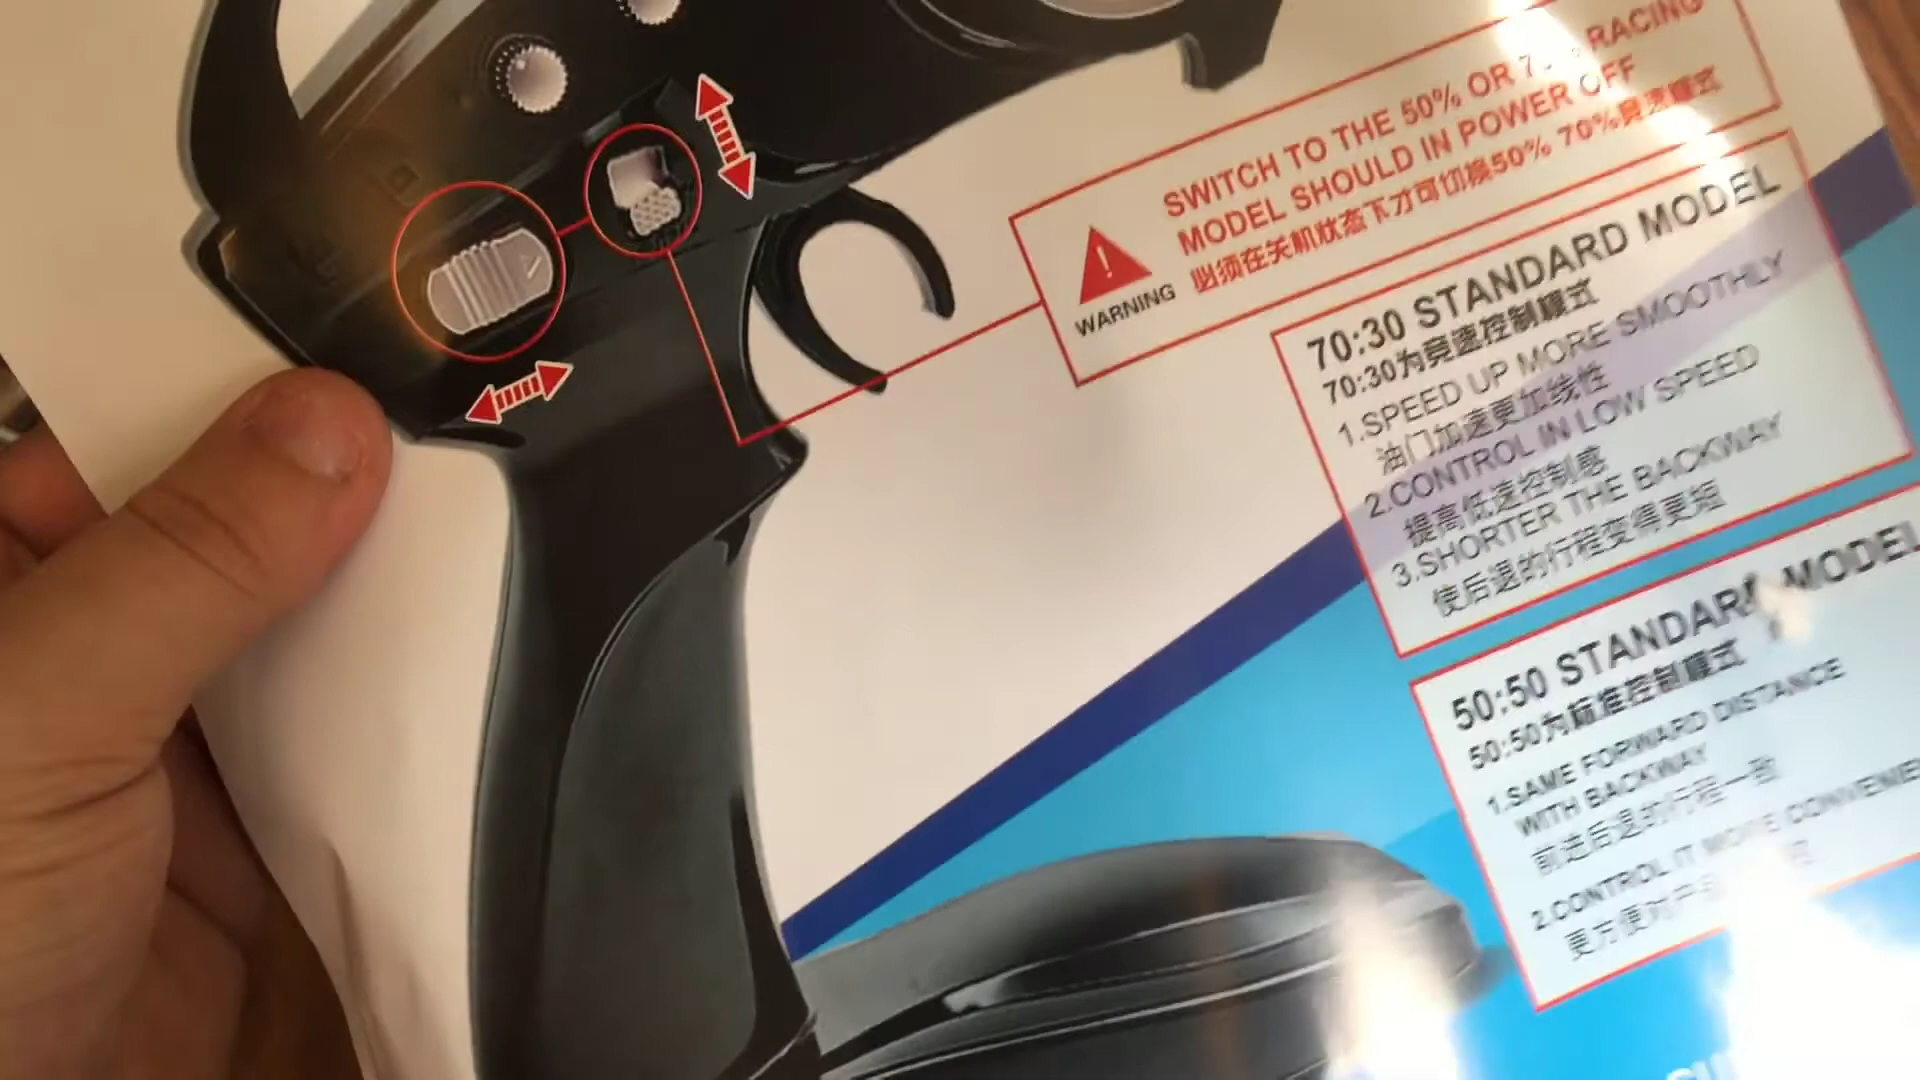 SWITCH TO THE 50% OR RACING
MODEL SHOULD IN POWER OFF
必须在关机状态下才可切换50% 70%竞速模式
WARNING
70:30 STANDARD MODEL
70:30为竞速控制模式
1.SPEED UP MORE SMOOTHLY
油门加速更加线性
2.CONTROL IN LOW SPEED
提高低速控制感
3.SHORTER THE BACKWAY
使后退的行程变得更短
50:50 STANDARD MODEL
50:50为标准控制模式
1.SAME FORWARD DISTANCE
WITH BACKWAY
前进后退的行程一致
2.CONTROL IT MORE
更方便